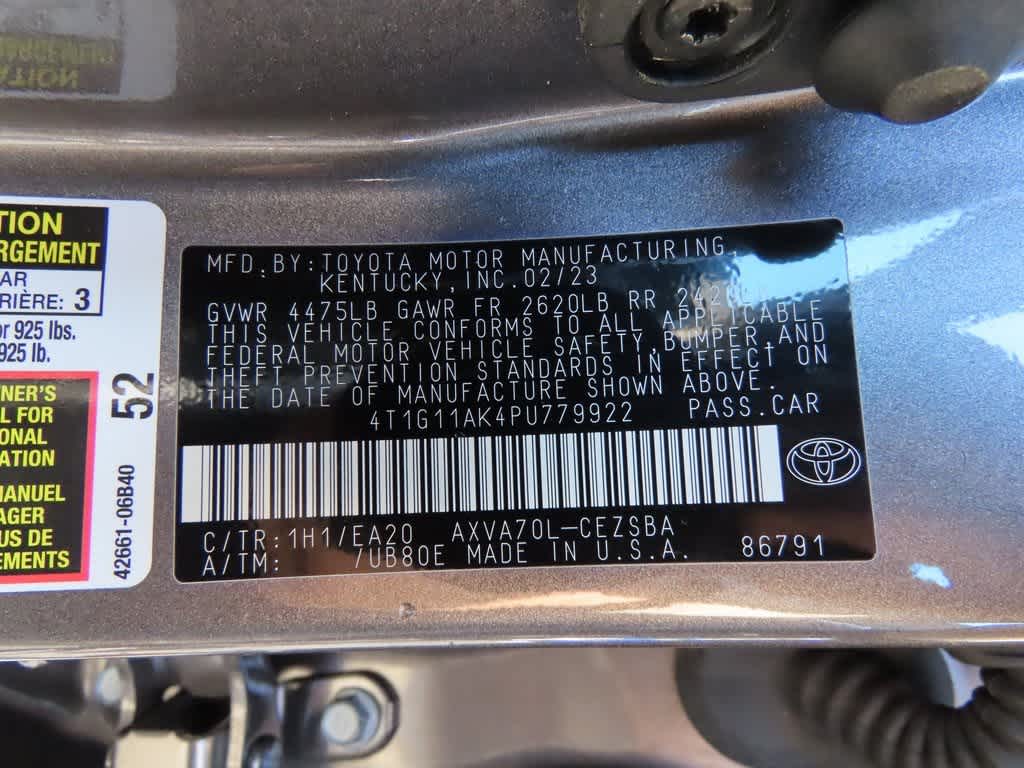 TION
RGEMENT
AR
RIÈRE: 3
or 925 lbs.
925 lb.
NER'S
L FOR
ONAL
ATION
MANUEL
AGER
US DE
EMENTS
52
42661-06B40
MFD.BY:TOYOTA MOTOR MANUFACTURING,
KENTUCKY,INC.02/23
GVWR 4475LB GAWR FR 2620LB RR
THIS VEHICLE CONFORMS TO ALL APPLICABLE
FEDERAL MOTOR VEHICLE SAFETY,BUMPER,AND
THEFT PREVENTION STANDARDS IN EFFECT ON
THE DATE OF MANUFACTURE SHOWN ABOVE.
4T1G11AK4PU779922 PASS.CAR
C/TR:1H1/EA20 AXVA70L-CEZSBA
A/TM: /UB80E MADE IN U.S.A. 86791